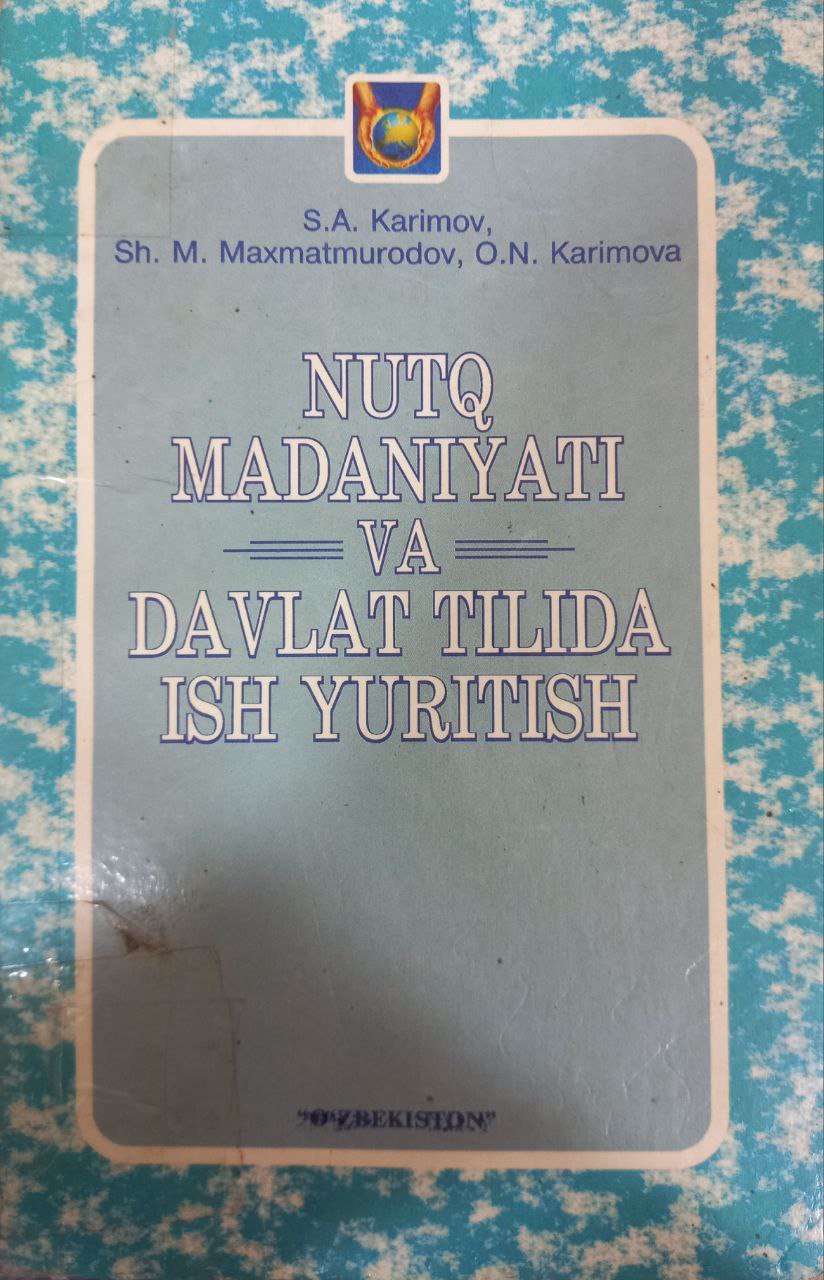 S.A. Karimov,
Sh. M. Maxmatmurodov, O.N. Karimova
NUTQ
MADANIYATI
VA
DAVLAT TILIDA
ISH YURITISH
"O'ZBEKISTON"